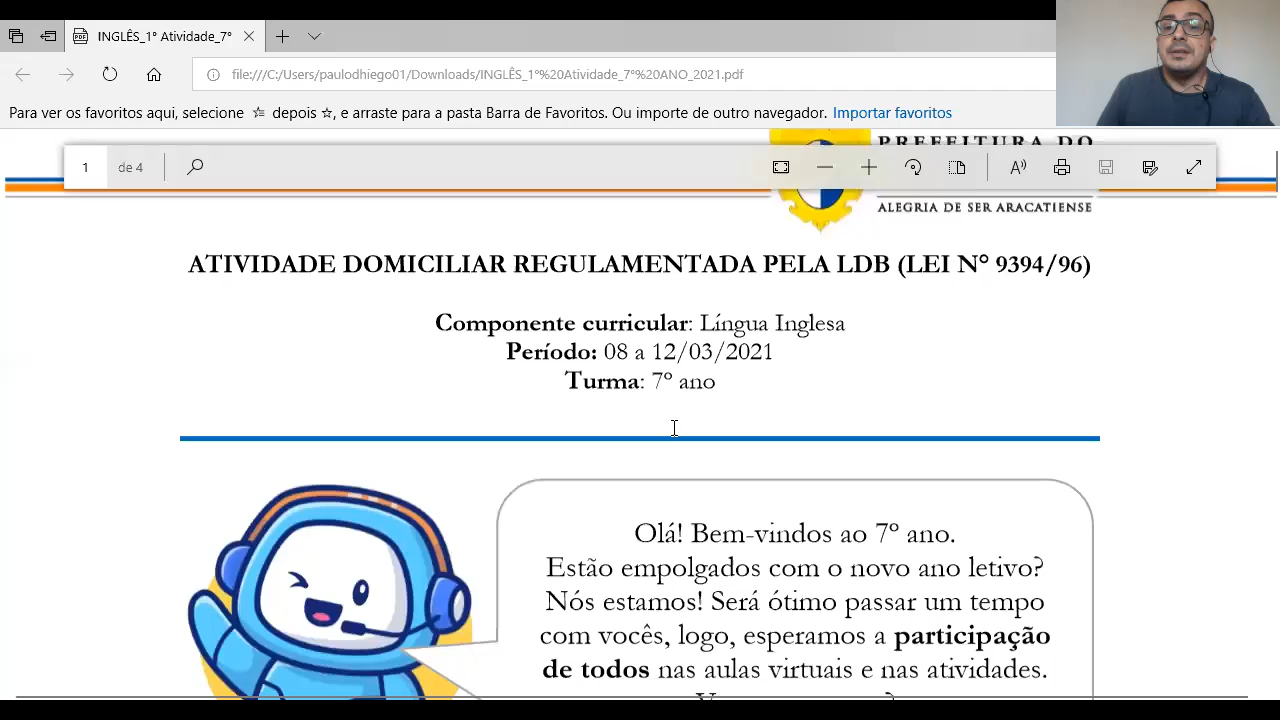 INGLÊS_1º Atividade_7º
file:///C:/Users/paulodhiego01/Downloads/INGLÊS_1º%20Atividade_7º%20ANO_2021.pdf
Para ver os favoritos aqui, selecione depois ☆, e arraste para a pasta Barra de Favoritos. Ou importe de outro navegador. Importar favoritos
PREFEITURA DO
1 de 4
ALEGRIA DE SER ARACATIENSE
ATIVIDADE DOMICILIAR REGULAMENTADA PELA LDB (LEI N° 9394/96)
Componente curricular: Língua Inglesa
Período: 08 a 12/03/2021
Turma: 7º ano
Olá! Bem-vindos ao 7º ano.
Estão empolgados com o novo ano letivo?
Nós estamos! Será ótimo passar um tempo
com vocês, logo, esperamos a participação
de todos nas aulas virtuais e nas atividades.